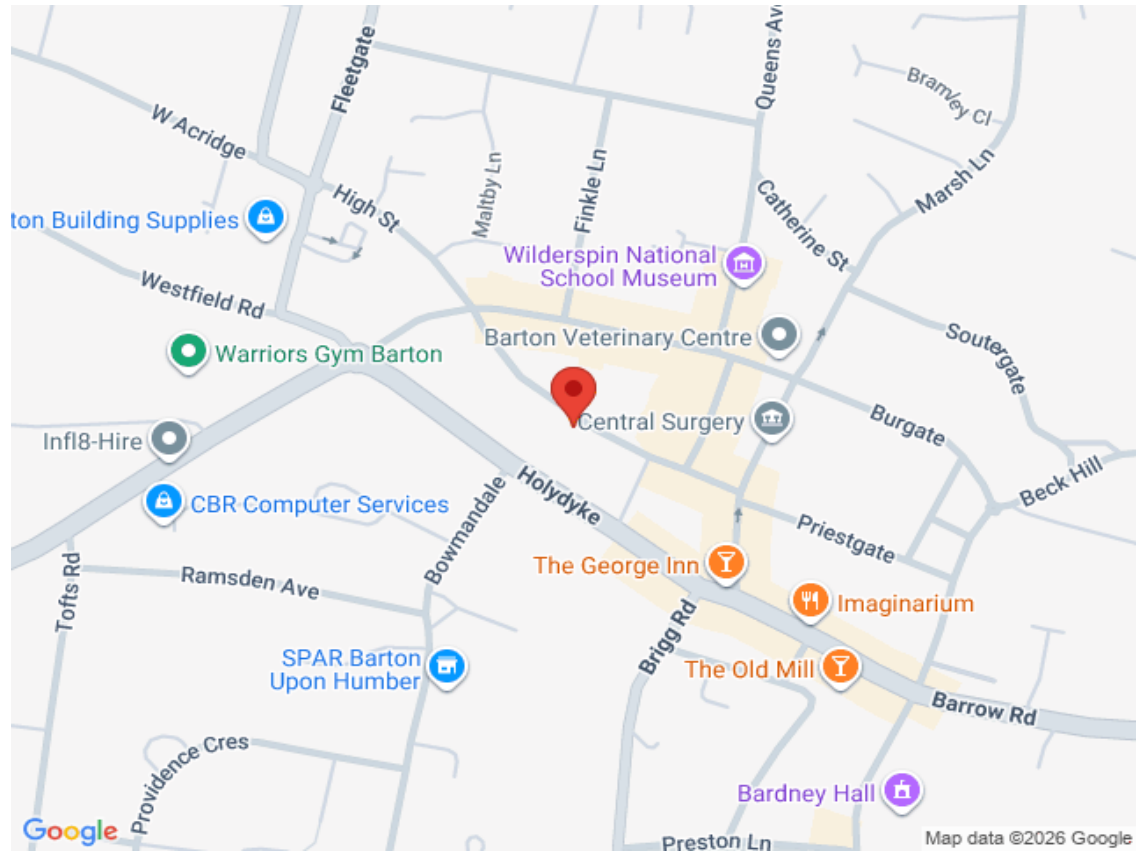 Fleetgate
Queens Av
Bramley Cl
W Acridge
Marsh Ln
Maltby Ln
Finkle Ln
High St
Catherine St
ton Building Supplies
Wilderspin National
School Museum
Westfield Rd
Barton Veterinary Centre
Soutergate
Warriors Gym Barton
Central Surgery
Burgate
Infl8-Hire
Holydyke
Beck Hill
CBR Computer Services
Bowmandale
Priestgate
Tofts Rd
Ramsden Ave
The George Inn
Imaginarium
Brigg Rd
SPAR Barton
Upon Humber
The Old Mill
Barrow Rd
Providence Cres
Bardney Hall
Preston Ln
Google
Map data ©2026 Google